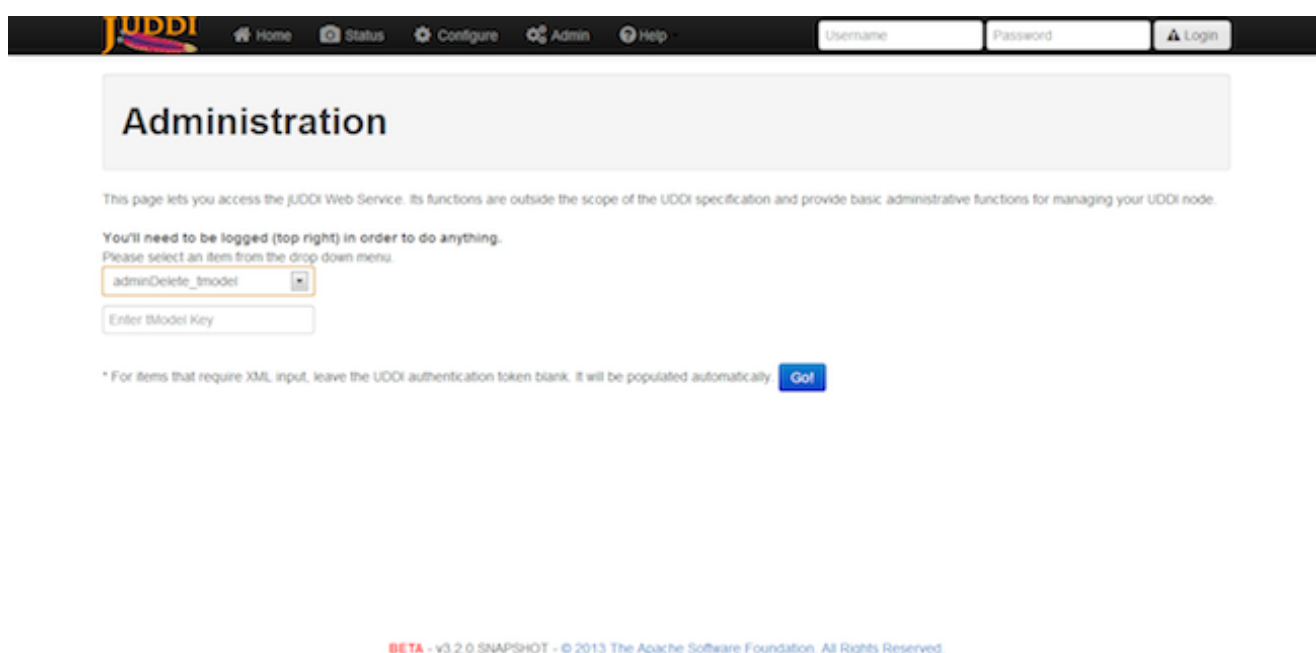 jUDDI Home Status Configure Admin Help Username Password Login
Administration
This page lets you access the jUDDI Web Service. Its functions are outside the scope of the UDDI specification and provide basic administrative functions for managing your UDDI node.
You'll need to be logged (top right) in order to do anything.
Please select an item from the drop down menu.
adminDelete_tmodel
Enter tModel Key
* For items that require XML input, leave the UDDI authentication token blank. It will be populated automatically Go!
BETA - v3.2.0.SNAPSHOT - © 2013 The Apache Software Foundation. All Rights Reserved.